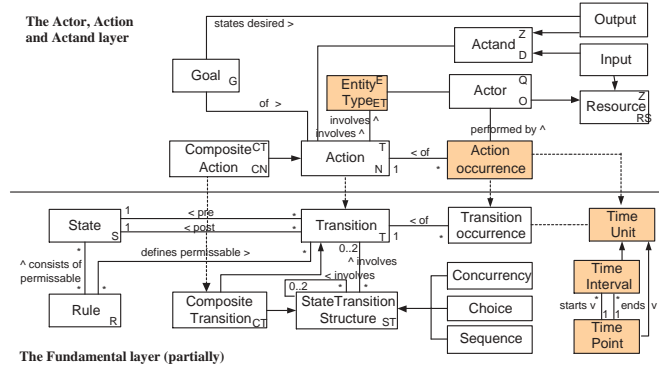 The Actor, Action
and Actand layer
states desired >
Output
Z
Actand
D
Input
Goal
G
Entity
E
Type
ET
Q
Actor
O
Z
Resource
RS
of >
involves ^
involves ^
performed by ^
Composite
CT
Action
CN
T
Action
N
1
< of
*
Action
occurrence
State
S
1
< pre
*
1
< post
*
Transition
T
1
< of
*
Transition
occurrence
Time
Unit
*
^ consists of
permissable
*
defines permissable >
*
*
Rule
R
0..2
^ involves
< involves
0..2
*
*
Composite
Transition
CT
StateTransition
Structure
ST
Concurrency
Choice
Sequence
Time
Interval
starts v
*
*
ends v
1
1
Time
Point
The Fundamental layer (partially)